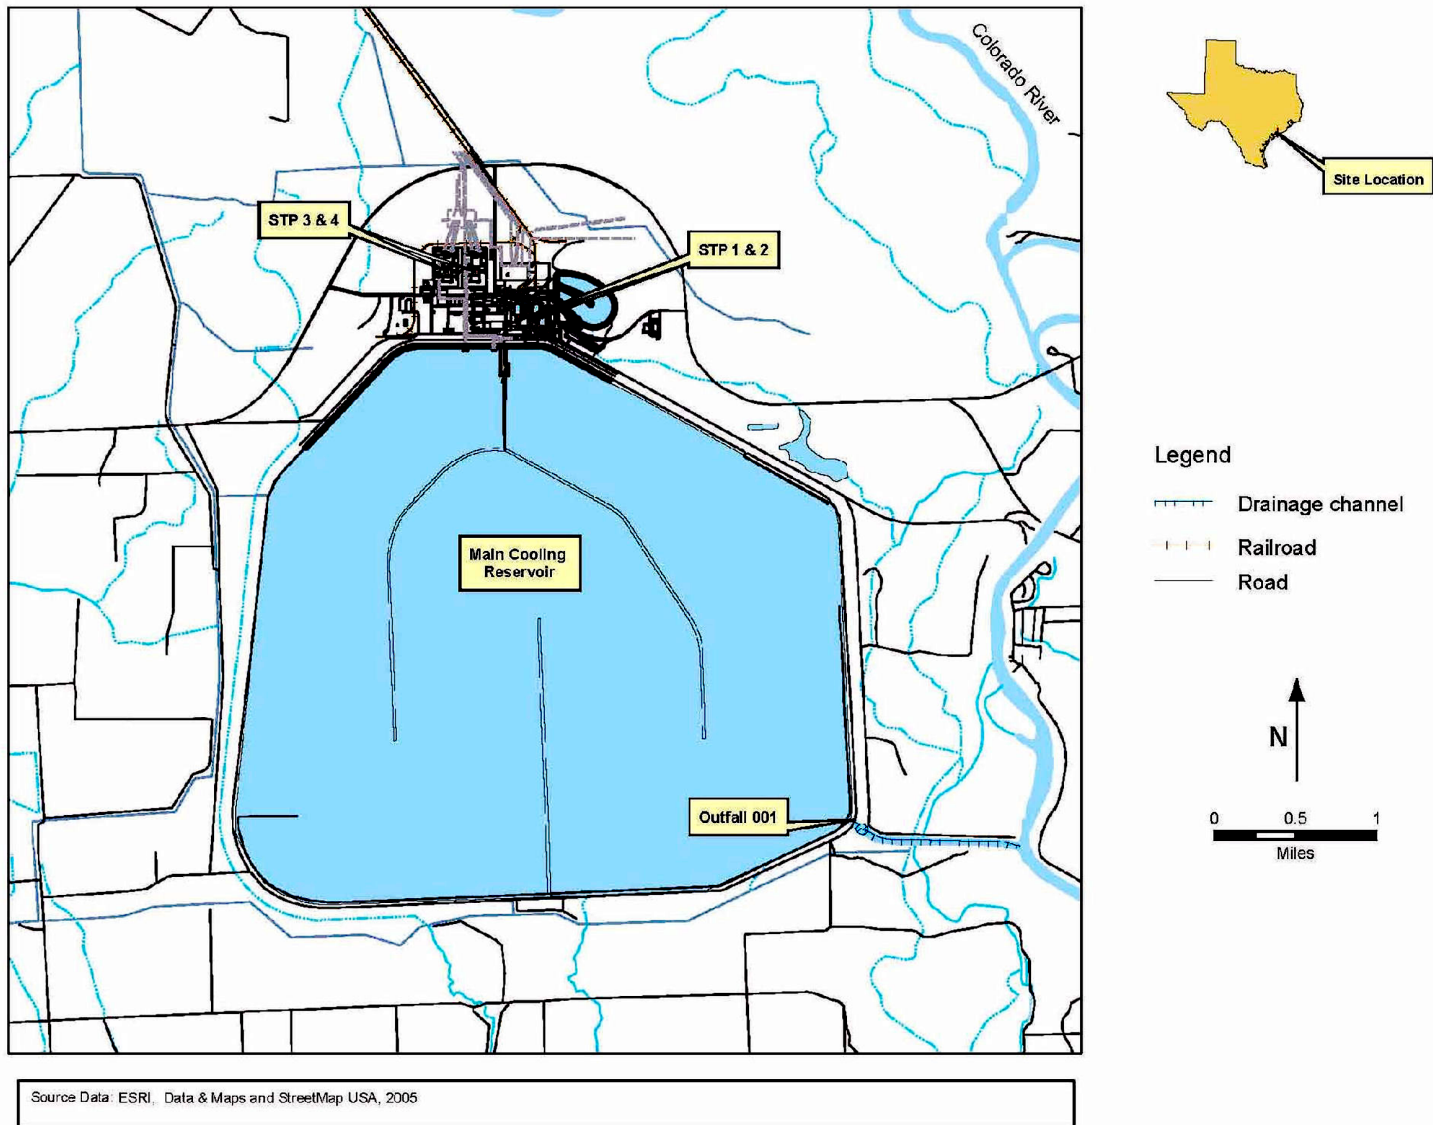 Colorado River
Site Location
STP 3 & 4
STP 1 & 2
Legend
Drainage channel
Railroad
Road
Main Cooling
Reservoir
N
0 0.5 1
Miles
Outfall 001
Source Data: ESRI, Data & Maps and StreetMap USA, 2005